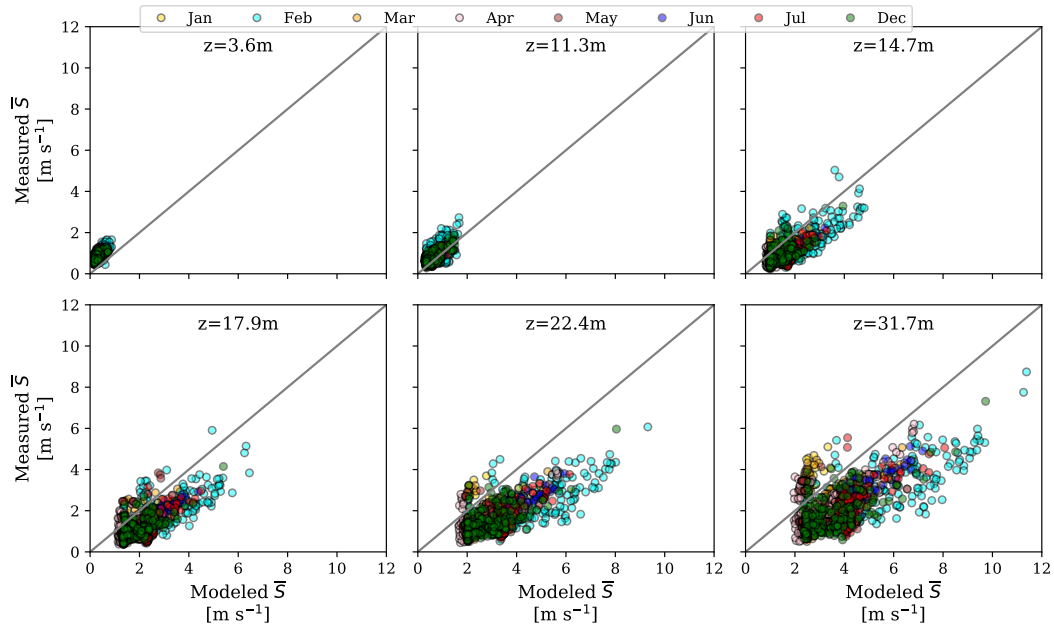 Jan Feb Mar Apr May Jun Jul Dec
z=3.6m
z=11.3m
z=14.7m
12
10
8
6
4
2
0
Measured S̅
[m s⁻¹]
z=17.9m
z=22.4m
z=31.7m
12
10
8
6
4
2
0
Measured S̅
[m s⁻¹]
0 2 4 6 8 10 12
0 2 4 6 8 10 12
0 2 4 6 8 10 12
Modeled S̅
[m s⁻¹]
Modeled S̅
[m s⁻¹]
Modeled S̅
[m s⁻¹]